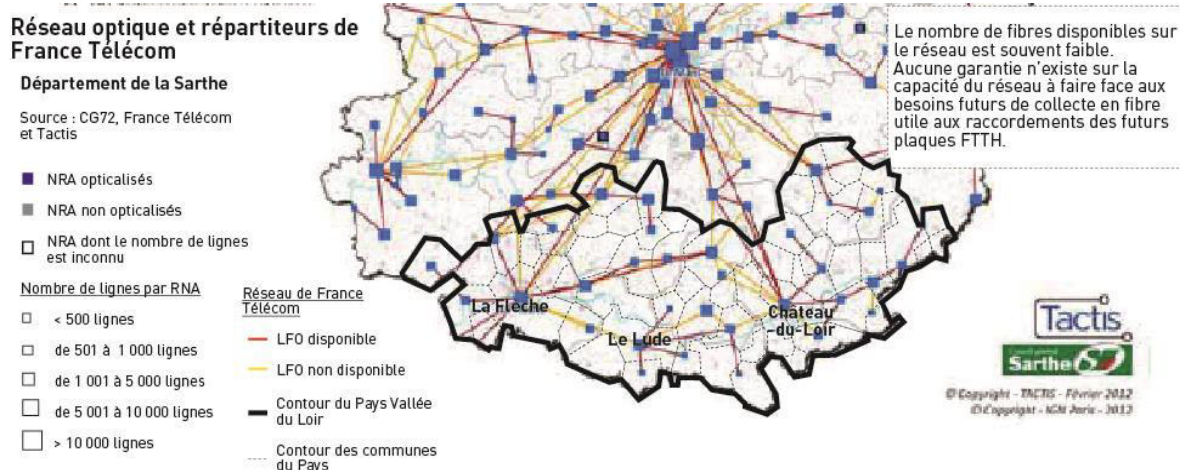 Réseau optique et répartiteurs de
France Télécom
Département de la Sarthe
Source : CG72, France Télécom
et Tactis
NRA opticalisés
NRA non opticalisés
NRA dont le nombre de lignes
est inconnu
Nombre de lignes par RNA
< 500 lignes
de 501 à 1 000 lignes
de 1 001 à 5 000 lignes
de 5 001 à 10 000 lignes
> 10 000 lignes
Réseau de France
Télécom
LFO disponible
LFO non disponible
Contour du Pays Vallée
du Loir
Contour des communes
du Pays
La Flèche
Le Lude
Château
-du-Loir
Le nombre de fibres disponibles sur
le réseau est souvent faible.
Aucune garantie n'existe sur la
capacité du réseau à faire face aux
besoins futurs de collecte en fibre
utile aux raccordements des futurs
plaques FTTH.
Tactis
Sarthe
© Copyright - TACTIS - Février 2012
© Copyright - IGN Paris - 2012